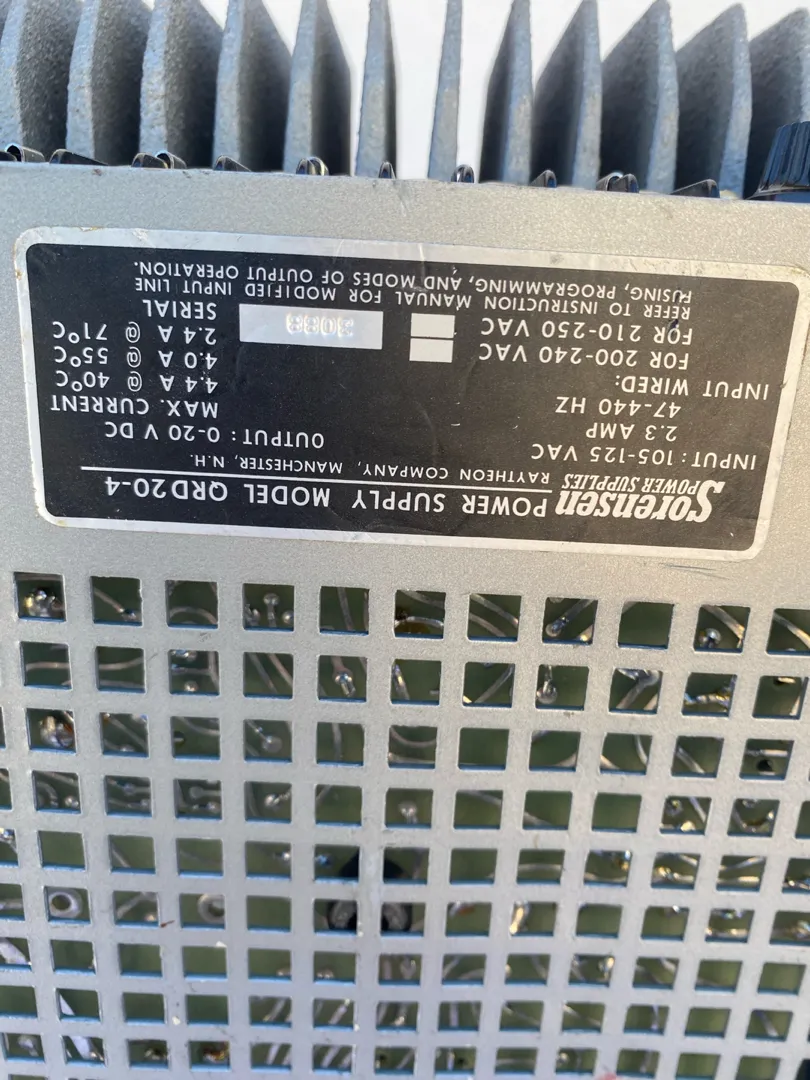 Sorensen POWER SUPPLY MODEL QRD20-4
POWER SUPPLIES RAYTHEON COMPANY, MANCHESTER, N.H.
INPUT: 105-125 VAC
2.3 AMP
47-440 HZ
INPUT WIRED:
FOR 200-240 VAC
FOR 210-250 VAC
OUTPUT: 0-20 V DC
MAX. CURRENT
4.4 A @ 40°C
4.0 A @ 55°C
2.4 A @ 71°C
SERIAL
REFER TO INSTRUCTION MANUAL FOR MODIFIED INPUT LINE
FUSING, PROGRAMMING, AND MODES OF OUTPUT OPERATION.